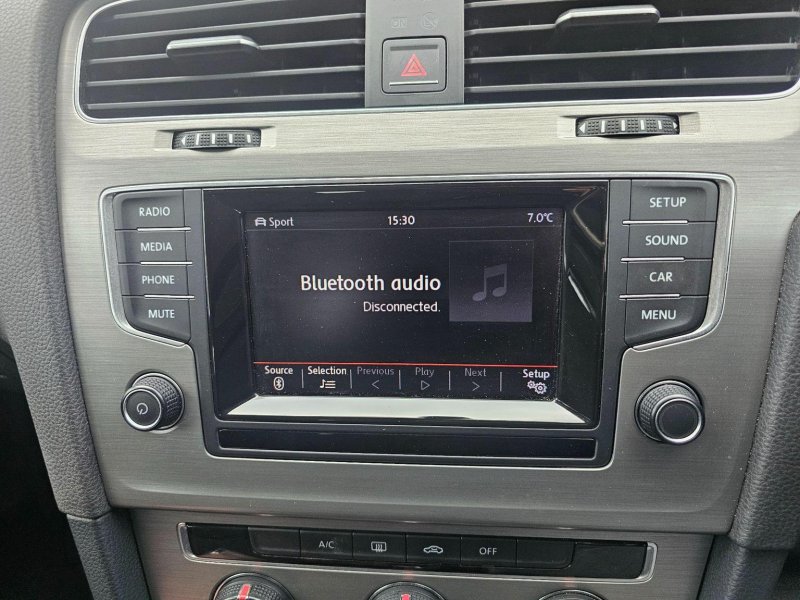 ON
RADIO
MEDIA
PHONE
MUTE
Sport 15:30 7.0°C
Bluetooth audio
Disconnected.
Source Selection Previous Play Next Setup
SETUP
SOUND
CAR
MENU
A/C OFF